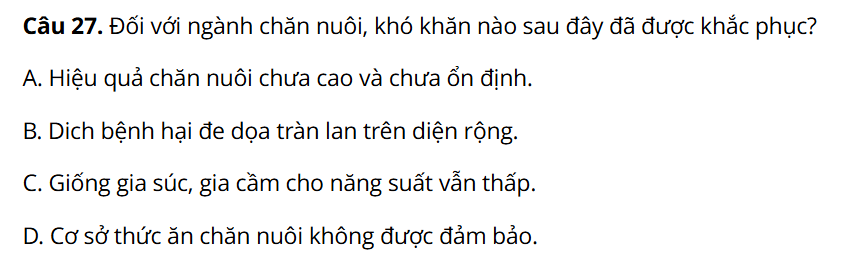 Câu 27. Đối với ngành chăn nuôi, khó khăn nào sau đây đã được khắc phục?
A. Hiệu quả chăn nuôi chưa cao và chưa ổn định.
B. Dich bệnh hại đe dọa tràn lan trên diện rộng.
C. Giống gia súc, gia cầm cho năng suất vẫn thấp.
D. Cơ sở thức ăn chăn nuôi không được đảm bảo.